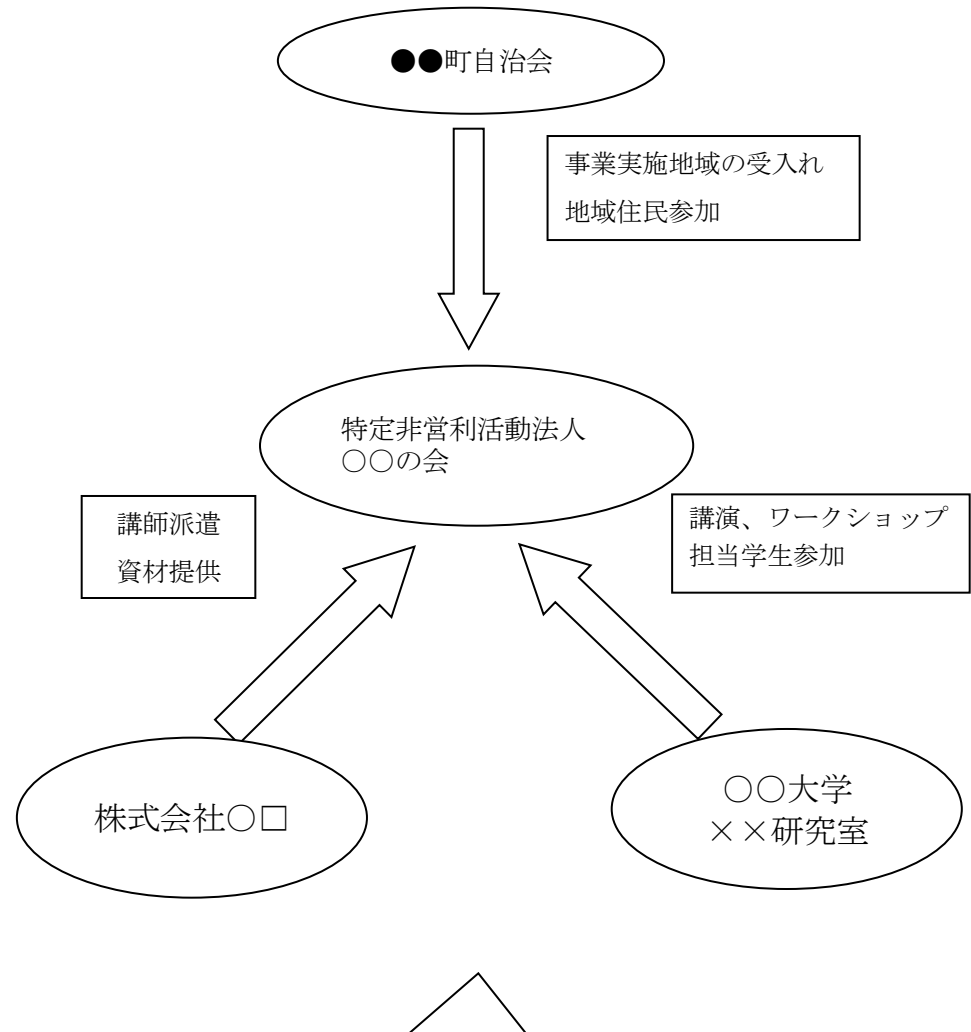 ●●町自治会
事業実施地域の受入れ
地域住民参加
特定非営利活動法人
○○の会
講師派遣
資材提供
講演、ワークショップ
担当学生参加
株式会社○□
○○大学
××研究室